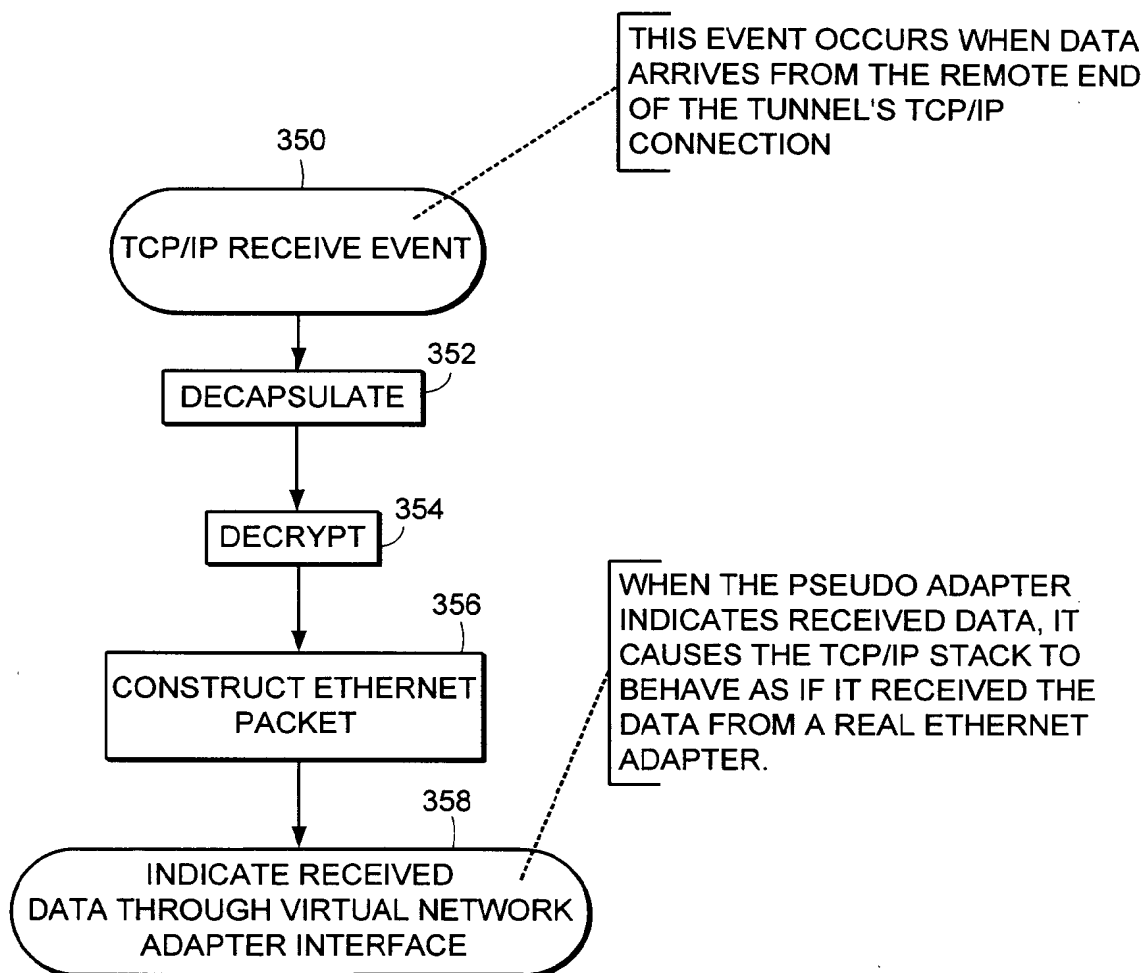 THIS EVENT OCCURS WHEN DATA
ARRIVES FROM THE REMOTE END
OF THE TUNNEL'S TCP/IP
CONNECTION
350
TCP/IP RECEIVE EVENT
352
DECAPSULATE
354
DECRYPT
356
CONSTRUCT ETHERNET
PACKET
WHEN THE PSEUDO ADAPTER
INDICATES RECEIVED DATA, IT
CAUSES THE TCP/IP STACK TO
BEHAVE AS IF IT RECEIVED THE
DATA FROM A REAL ETHERNET
ADAPTER.
358
INDICATE RECEIVED
DATA THROUGH VIRTUAL NETWORK
ADAPTER INTERFACE